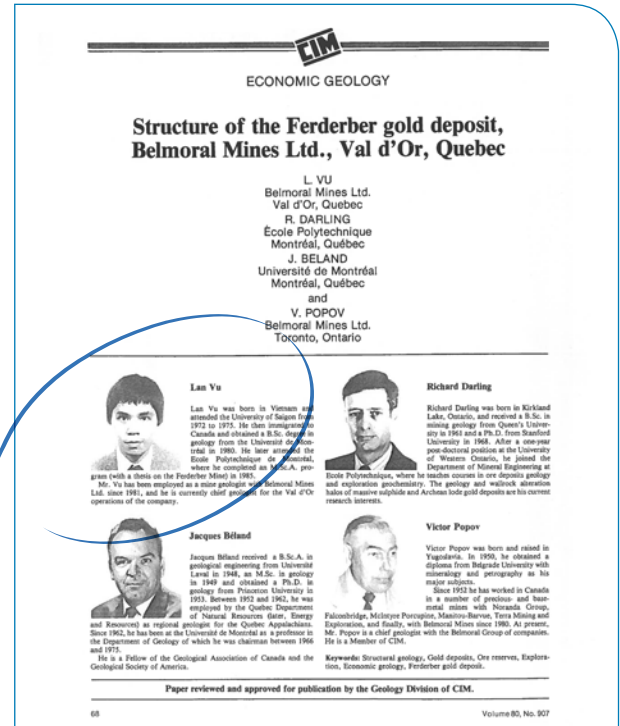 CIM
ECONOMIC GEOLOGY
Structure of the Ferderber gold deposit,
Belmoral Mines Ltd., Val d'Or, Quebec
L. VU
Belmoral Mines Ltd.
Val d'Or, Quebec
R. DARLING
École Polytechnique
Montréal, Québec
J. BELAND
Université de Montréal
Montréal, Québec
and
V. POPOV
Belmoral Mines Ltd.
Toronto, Ontario
Lan Vu
Lan Vu was born in Vietnam and
attended the University of Saigon from
1972 to 1975. He then immigrated to
Canada and obtained a B.Sc. degree in
geology from the Université de Mon-
tréal in 1980. He later attended the
Ecole Polytechnique de Montréal,
where he completed an M.Sc.A. pro-
gram (with a thesis on the Ferderber Mine) in 1985.
Mr. Vu has been employed as a mine geologist with Belmoral Mines
Ltd. since 1981, and he is currently chief geologist for the Val d'Or
operations of the company.
Richard Darling
Richard Darling was born in Kirkland
Lake, Ontario, and received a B.Sc. in
mining geology from Queen's Univer-
sity in 1961 and a Ph.D. from Stanford
University in 1968. After a one-year
post-doctoral position at the University
of Western Ontario, he joined the
Department of Mineral Engineering at
Ecole Polytechnique, where he teaches courses in ore deposits geology
and exploration geochemistry. The geology and wallrock alteration
halos of massive sulphide and Archean lode gold deposits are his current
research interests.
Jacques Béland
Jacques Béland received a B.Sc.A. in
geological engineering from Université
Laval in 1948, an M.Sc. in geology
in 1949 and obtained a Ph.D. in
geology from Princeton University in
1953. Between 1952 and 1962, he was
employed by the Quebec Department
of Natural Resources (later, Energy
and Resources) as regional geologist for the Quebec Appalachians.
Since 1962, he has been at the Université de Montréal as a professor in
the Department of Geology of which he was chairman between 1966
and 1975.
He is a Fellow of the Geological Association of Canada and the
Geological Society of America.
Victor Popov
Victor Popov was born and raised in
Yugoslavia. In 1950, he obtained a
diploma from Belgrade University with
mineralogy and petrography as his
major subjects.
Since 1952 he has worked in Canada
in a number of precious- and base-
metal mines with Noranda Group,
Falconbridge, McIntyre Porcupine, Manitou-Barvue, Terra Mining and
Exploration, and finally, with Belmoral Mines since 1980. At present,
Mr. Popov is a chief geologist with the Belmoral Group of companies.
He is a Member of CIM.
Keywords: Structural geology, Gold deposits, Ore reserves, Explora-
tion, Economic geology, Ferderber gold deposit.
Paper reviewed and approved for publication by the Geology Division of CIM.
68
Volume 80, No. 907